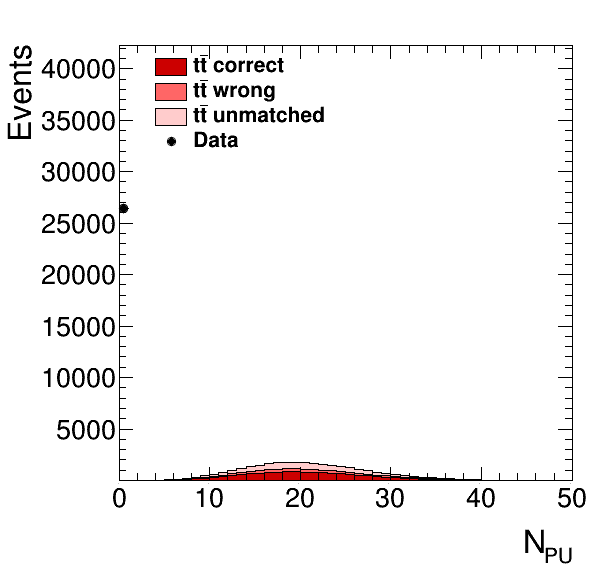 Events
40000
35000
30000
25000
20000
15000
10000
5000
tt̄ correct
tt̄ wrong
tt̄ unmatched
Data
0 10 20 30 40 50
N_PU